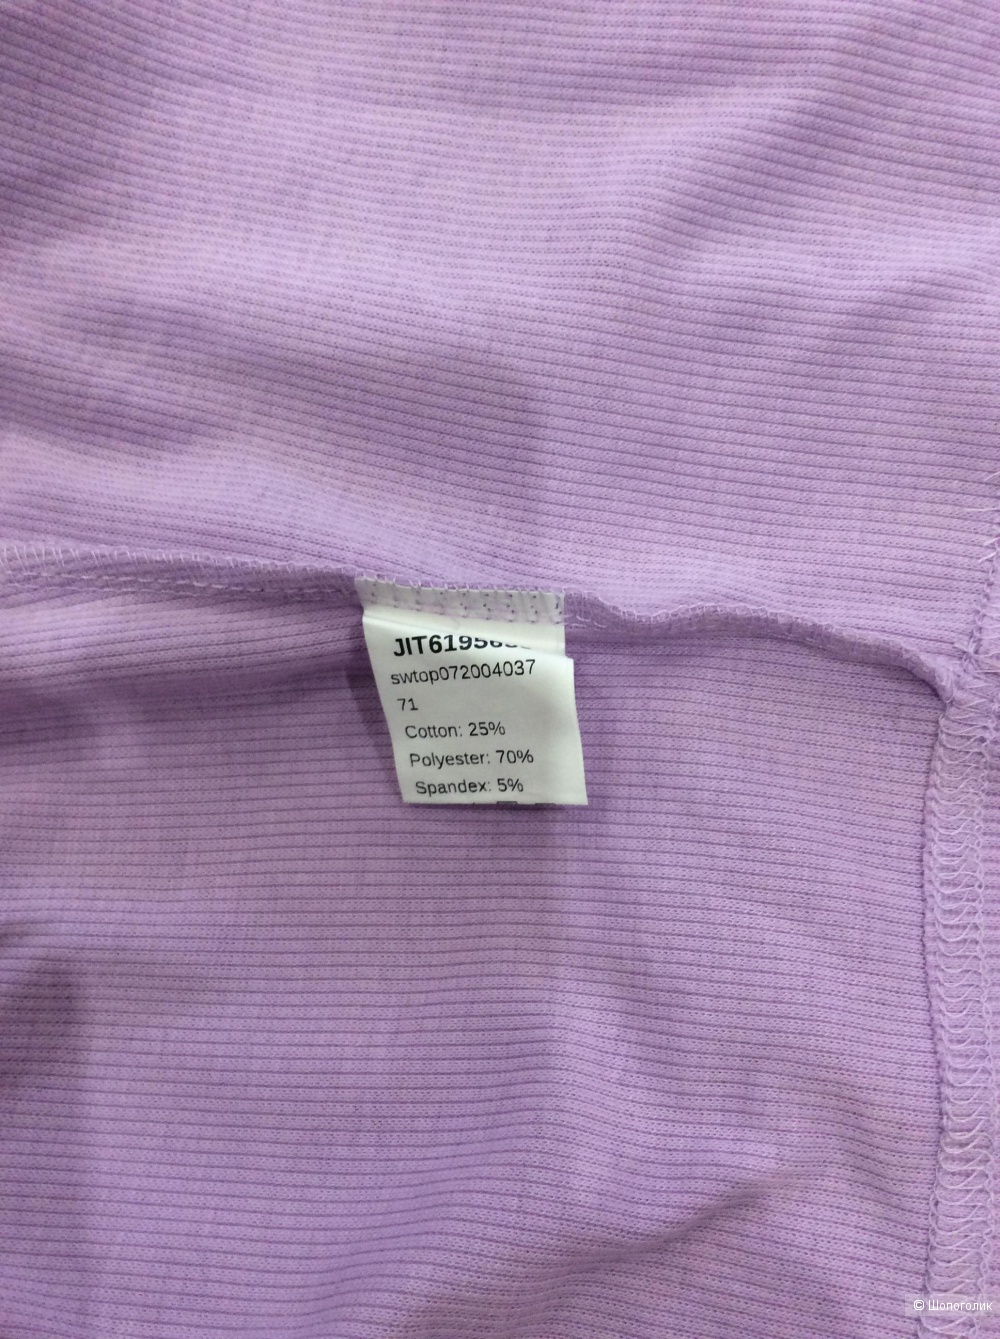 swtop072004037
71
Cotton: 25%
Polyester: 70%
Spandex: 5%
© Шопоголик